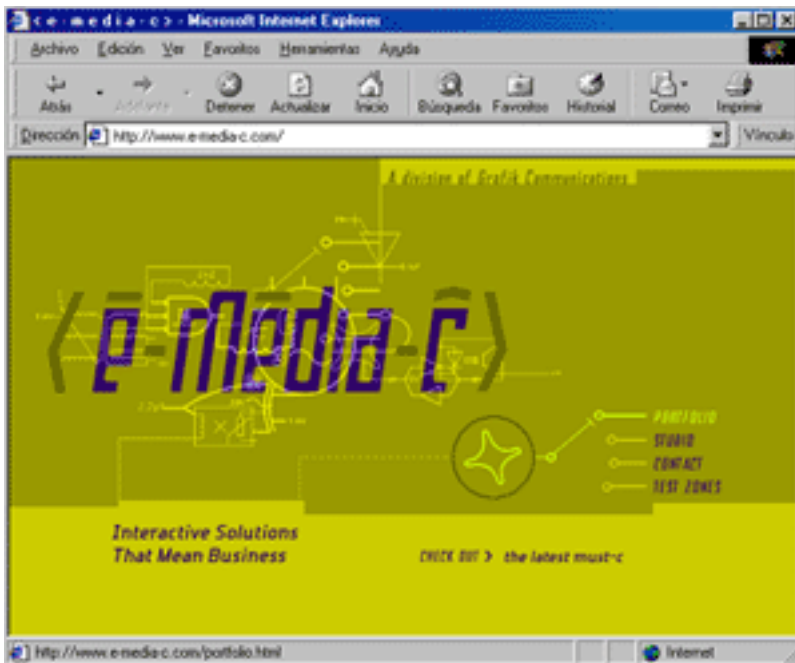 <e·media·c> - Microsoft Internet Explorer
Archivo Edición Ver Favoritos Herramientas Ayuda
Atrás Adelante Detener Actualizar Inicio Búsqueda Favoritos Historial Correo Imprimir
Dirección http://www.e-media-c.com/ Vínculo
A division of Grafik Communications
<e-media-c>
PORTFOLIO
STUDIO
CONTACT
TEST ZONES
Interactive Solutions
That Mean Business
CHECK OUT > the latest must-c
http://www.e-media-c.com/portfolio.html Internet